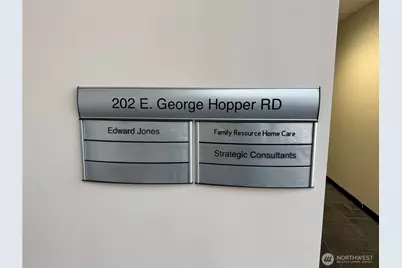 202 E. George Hopper RD
Edward Jones
Family Resource Home Care
Strategic Consultants
NORTHWEST